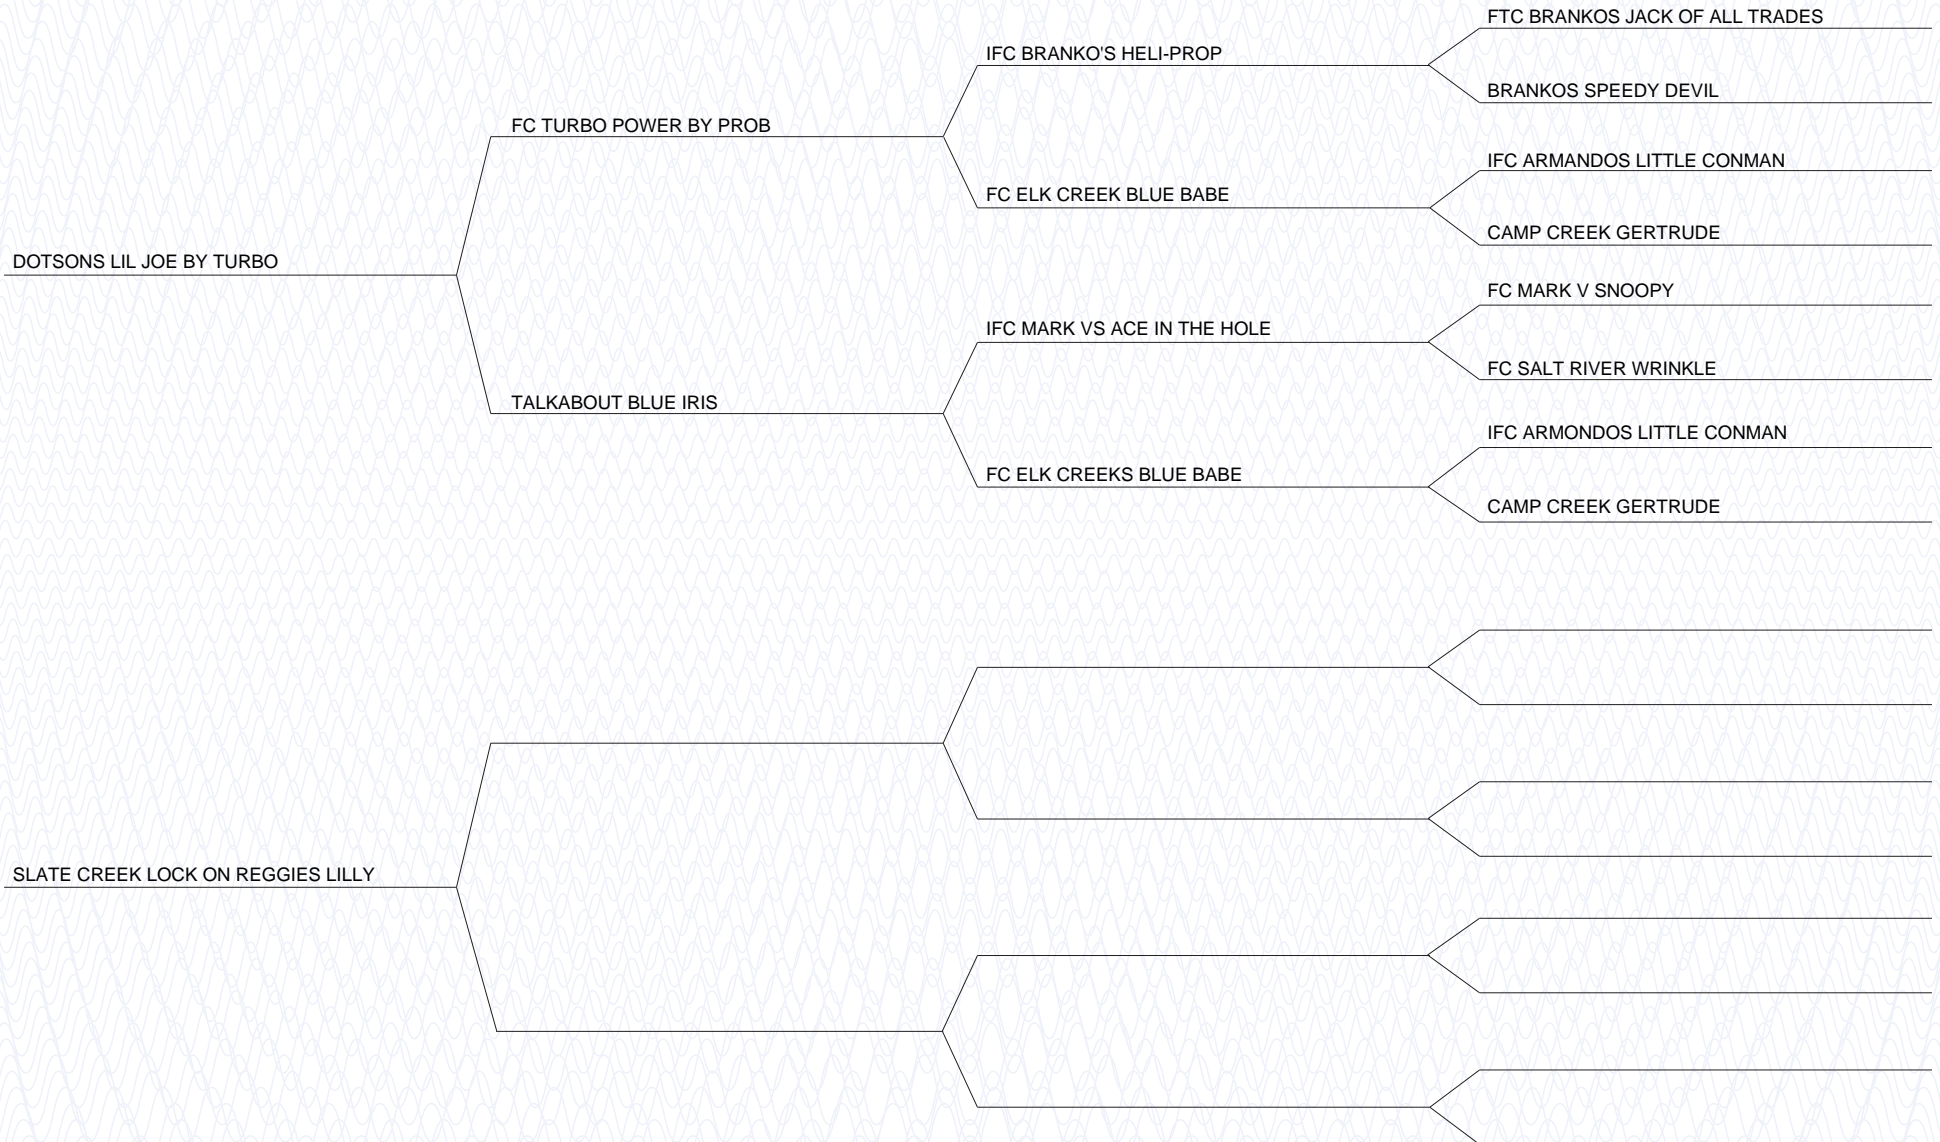 FTC BRANKOS JACK OF ALL TRADES
IFC BRANKO'S HELI-PROP
BRANKOS SPEEDY DEVIL
FC TURBO POWER BY PROB
IFC ARMANDOS LITTLE CONMAN
FC ELK CREEK BLUE BABE
CAMP CREEK GERTRUDE
DOTSONS LIL JOE BY TURBO
FC MARK V SNOOPY
IFC MARK VS ACE IN THE HOLE
FC SALT RIVER WRINKLE
TALKABOUT BLUE IRIS
IFC ARMONDOS LITTLE CONMAN
FC ELK CREEKS BLUE BABE
CAMP CREEK GERTRUDE
SLATE CREEK LOCK ON REGGIES LILLY